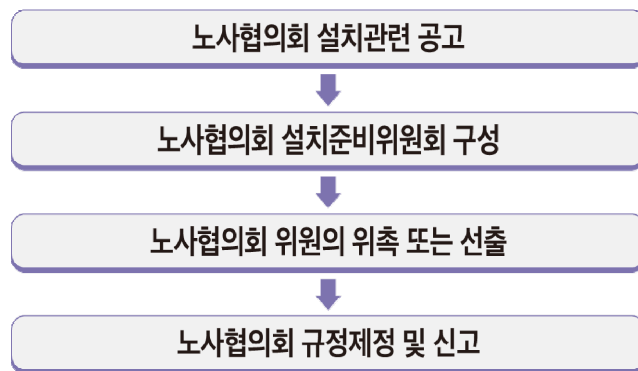 노사협의회 설치관련 공고
노사협의회 설치준비위원회 구성
노사협의회 위원의 위촉 또는 선출
노사협의회 규정제정 및 신고